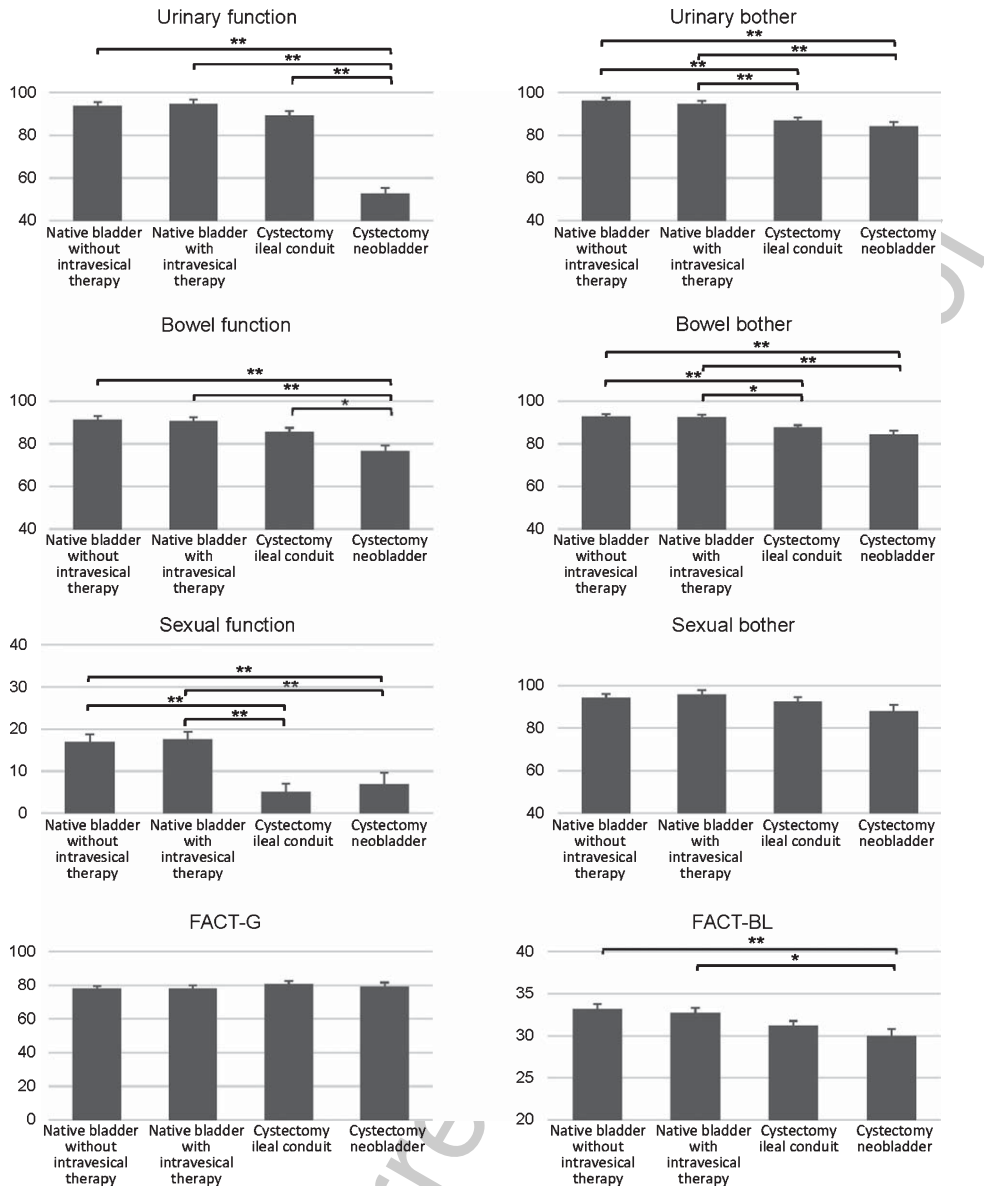 Urinary function
**
**
**
100
80
60
40
Native bladder
without
intravesical
therapy
Native bladder
with
intravesical
therapy
Cystectomy
ileal conduit
Cystectomy
neobladder
Urinary bother
**
**
**
**
100
80
60
40
Native bladder
without
intravesical
therapy
Native bladder
with
intravesical
therapy
Cystectomy
ileal conduit
Cystectomy
neobladder
Bowel function
**
**
*
100
80
60
40
Native bladder
without
intravesical
therapy
Native bladder
with
intravesical
therapy
Cystectomy
ileal conduit
Cystectomy
neobladder
Bowel bother
**
**
**
*
100
80
60
40
Native bladder
without
intravesical
therapy
Native bladder
with
intravesical
therapy
Cystectomy
ileal conduit
Cystectomy
neobladder
Sexual function
40
**
30
**
**
**
20
10
0
Native bladder
without
intravesical
therapy
Native bladder
with
intravesical
therapy
Cystectomy
ileal conduit
Cystectomy
neobladder
Sexual bother
100
80
60
40
Native bladder
without
intravesical
therapy
Native bladder
with
intravesical
therapy
Cystectomy
ileal conduit
Cystectomy
neobladder
FACT-G
100
80
60
40
20
0
Native bladder
without
intravesical
therapy
Native bladder
with
intravesical
therapy
Cystectomy
ileal conduit
Cystectomy
neobladder
FACT-BL
**
*
40
35
30
25
20
Native bladder
without
intravesical
therapy
Native bladder
with
intravesical
therapy
Cystectomy
ileal conduit
Cystectomy
neobladder